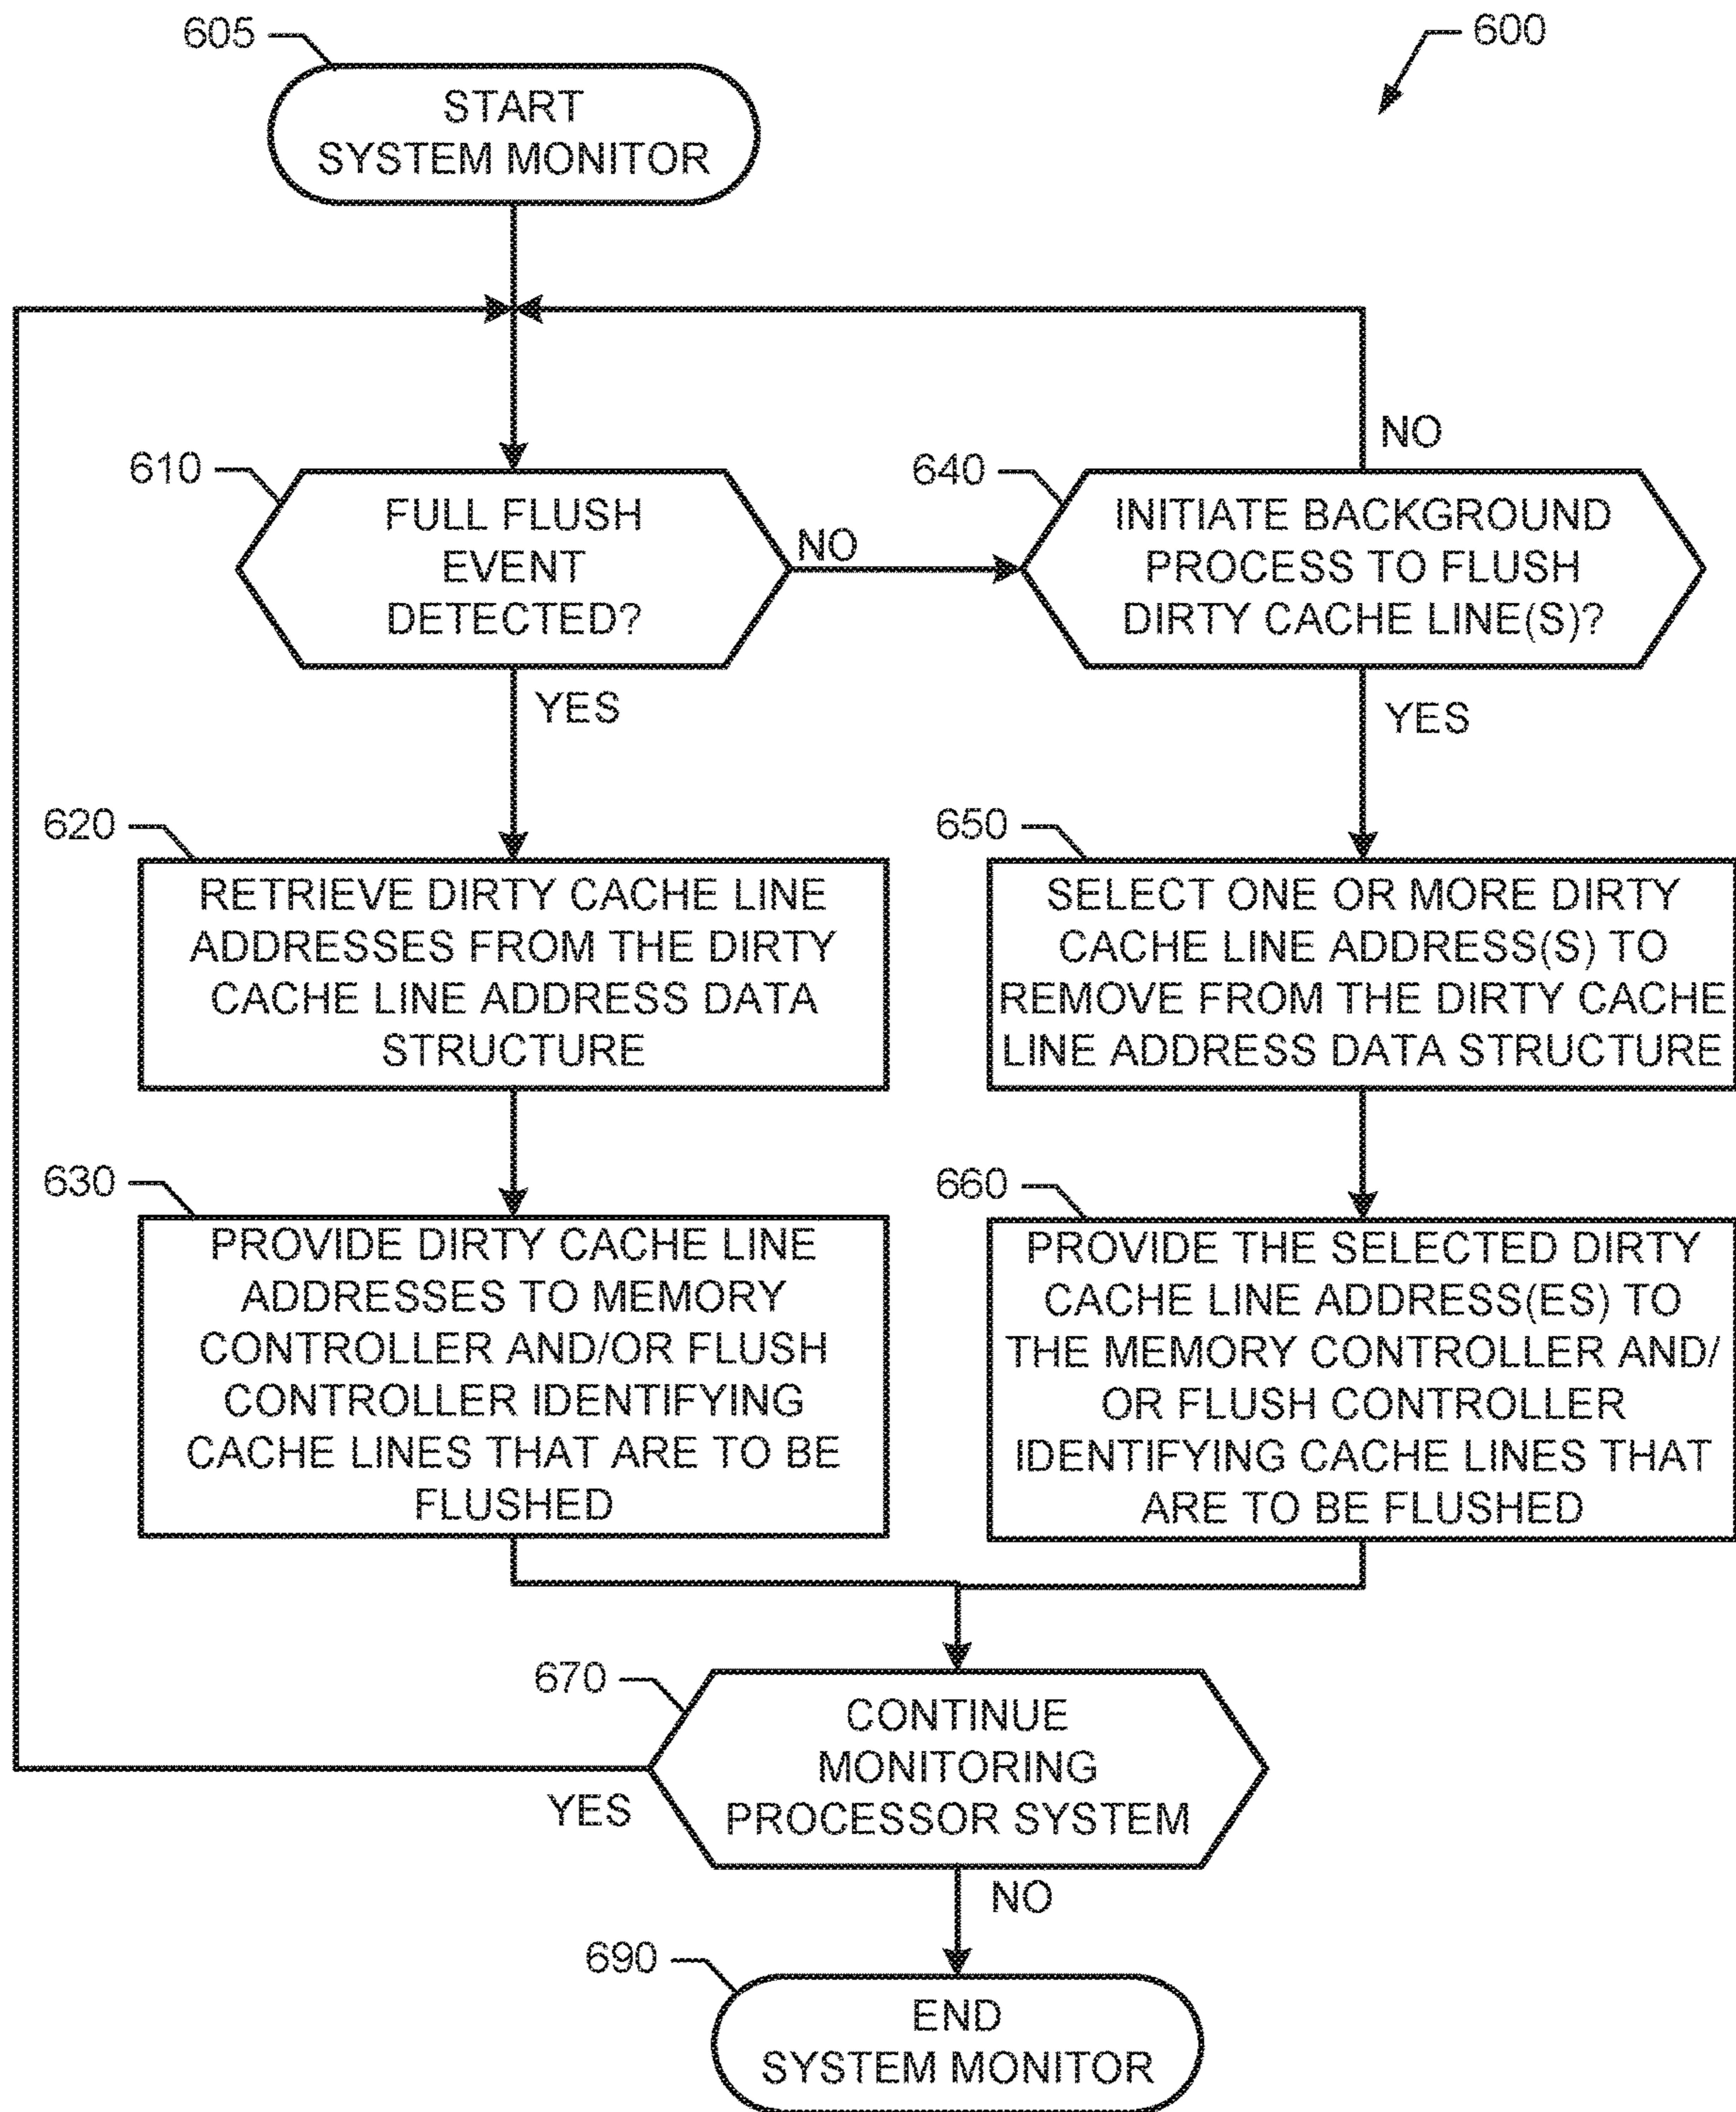 605
600
START
SYSTEM MONITOR
610
FULL FLUSH
EVENT
DETECTED?
NO
640
INITIATE BACKGROUND
PROCESS TO FLUSH
DIRTY CACHE LINE(S)?
NO
YES
YES
620
RETRIEVE DIRTY CACHE LINE
ADDRESSES FROM THE DIRTY
CACHE LINE ADDRESS DATA
STRUCTURE
650
SELECT ONE OR MORE DIRTY
CACHE LINE ADDRESS(S) TO
REMOVE FROM THE DIRTY CACHE
LINE ADDRESS DATA STRUCTURE
630
PROVIDE DIRTY CACHE LINE
ADDRESSES TO MEMORY
CONTROLLER AND/OR FLUSH
CONTROLLER IDENTIFYING
CACHE LINES THAT ARE TO BE
FLUSHED
660
PROVIDE THE SELECTED DIRTY
CACHE LINE ADDRESS(ES) TO
THE MEMORY CONTROLLER AND/
OR FLUSH CONTROLLER
IDENTIFYING CACHE LINES THAT
ARE TO BE FLUSHED
670
CONTINUE
MONITORING
PROCESSOR SYSTEM
YES
NO
690
END
SYSTEM MONITOR